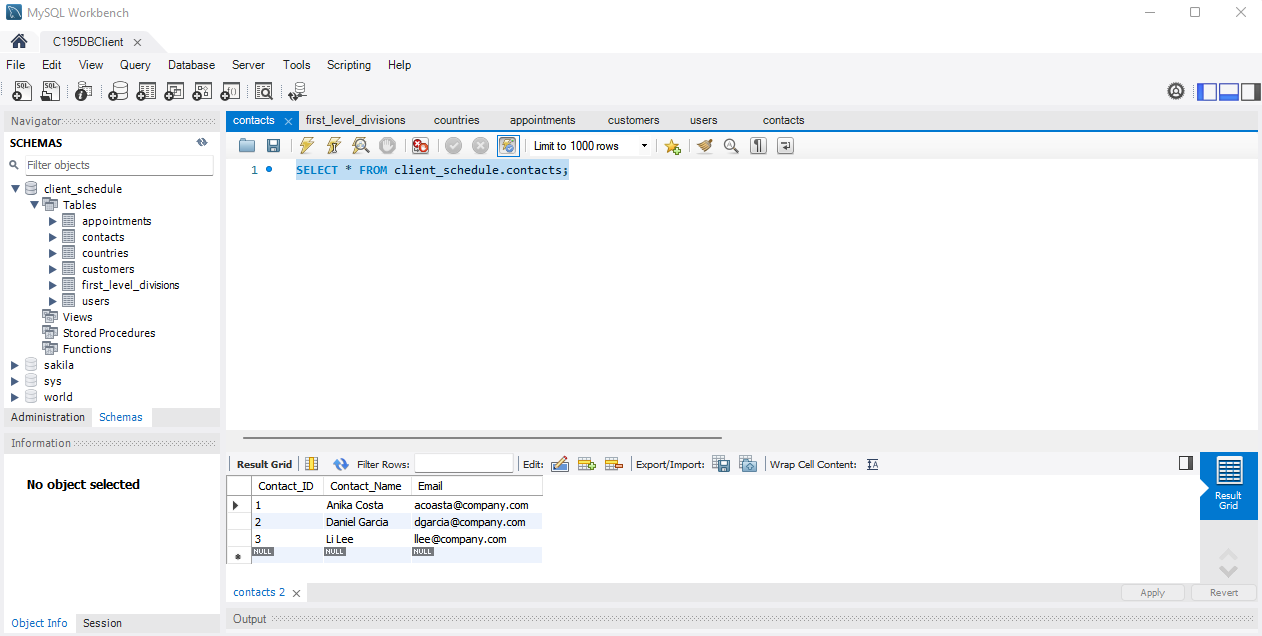 MySQL Workbench
C195DBClient
File Edit View Query Database Server Tools Scripting Help
Navigator
SCHEMAS
Filter objects
client_schedule
Tables
appointments
contacts
countries
customers
first_level_divisions
users
Views
Stored Procedures
Functions
sakila
sys
world
Administration Schemas
Information
No object selected
Object Info Session
contacts first_level_divisions countries appointments customers users contacts
Limit to 1000 rows
1 SELECT * FROM client_schedule.contacts;
Result Grid Filter Rows: Edit: Export/Import: Wrap Cell Content:
Contact_ID Contact_Name Email
1 Anika Costa acoasta@company.com
2 Daniel Garcia dgarcia@company.com
3 Li Lee llee@company.com
NULL NULL NULL
Result
Grid
contacts 2
Apply Revert
Output